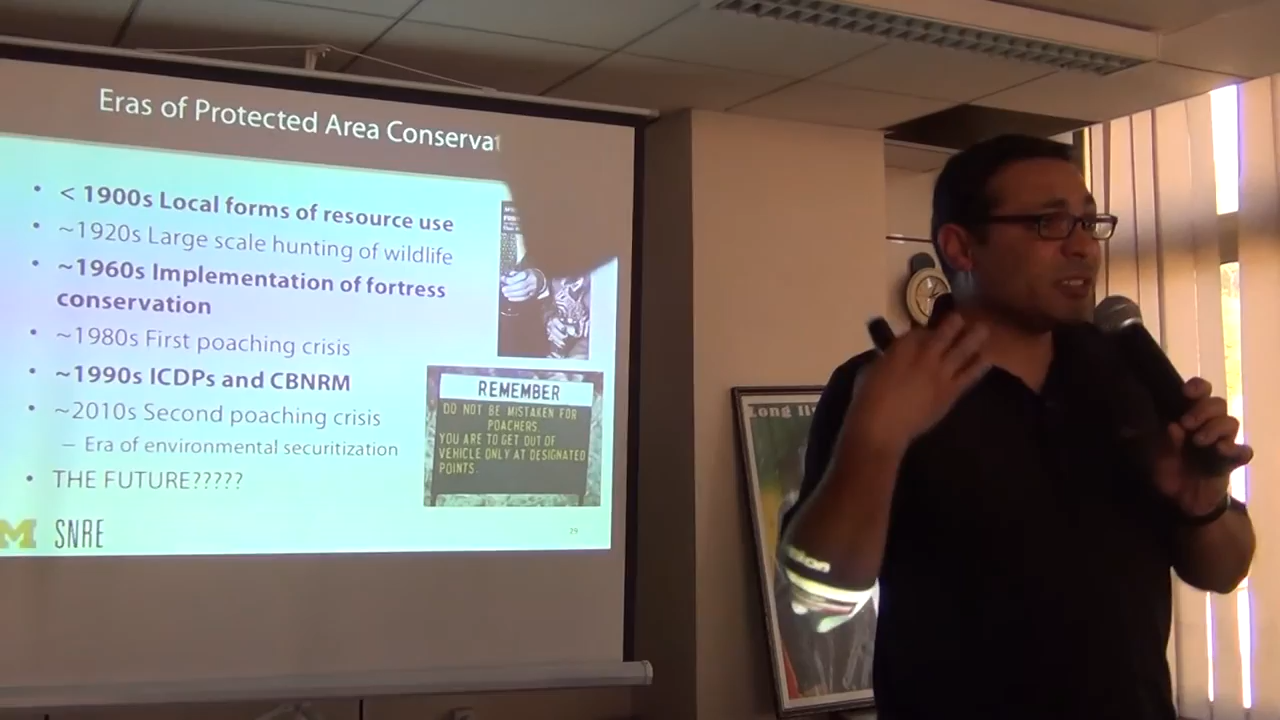 Eras of Protected Area Conservat
• < 1900s Local forms of resource use
• ~1920s Large scale hunting of wildlife
• ~1960s Implementation of fortress
conservation
• ~1980s First poaching crisis
• ~1990s ICDPs and CBNRM
• ~2010s Second poaching crisis
– Era of environmental securitization
• THE FUTURE?????
REMEMBER
DO NOT BE MISTAKEN FOR
POACHERS.
YOU ARE TO GET OUT OF
VEHICLE ONLY AT DESIGNATED
POINTS.
M SNRE
29
Long